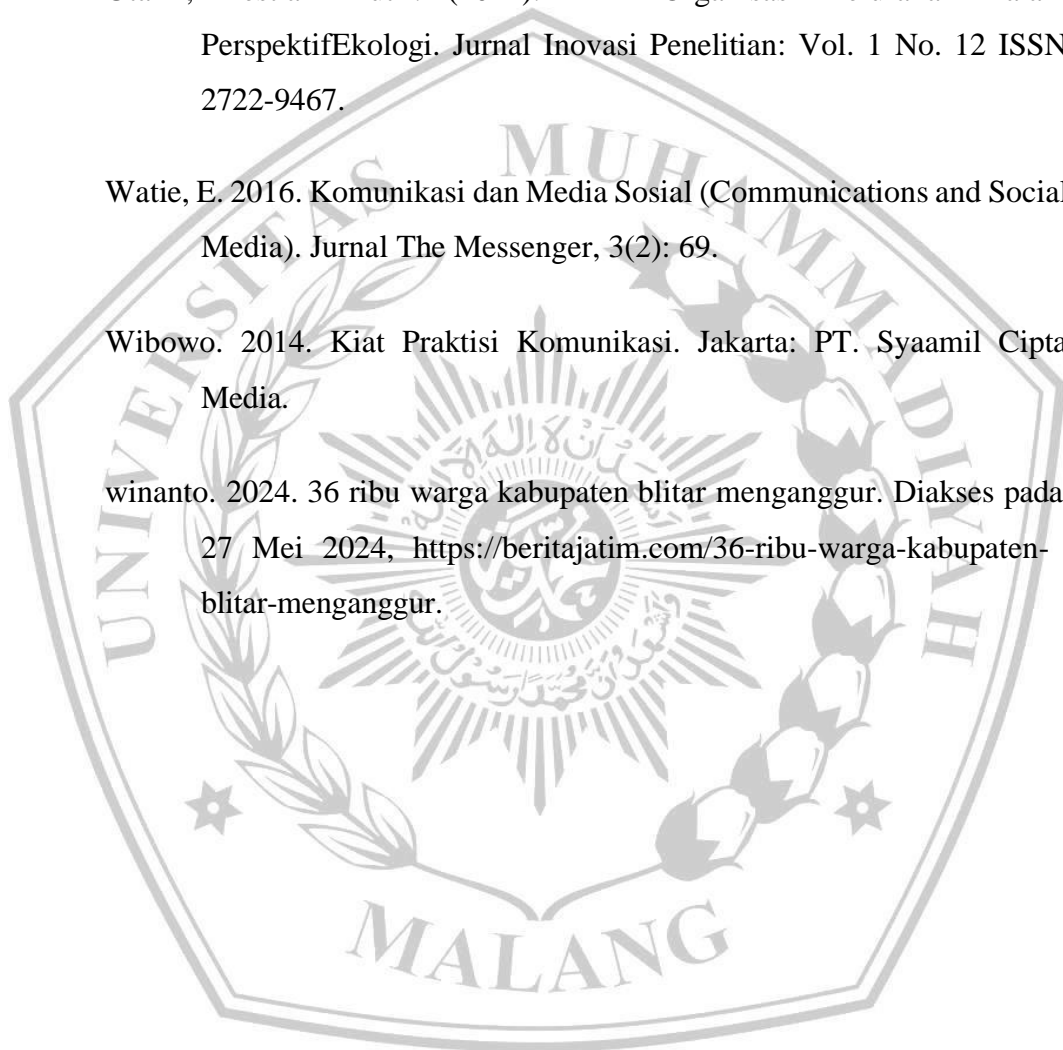 PerspektifEkologi. Jurnal Inovasi Penelitian: Vol. 1 No. 12 ISSN
2722-9467.
Watie, E. 2016. Komunikasi dan Media Sosial (Communications and Social
Media). Jurnal The Messenger, 3(2): 69.
Wibowo. 2014. Kiat Praktisi Komunikasi. Jakarta: PT. Syaamil Cipta
Media.
winanto. 2024. 36 ribu warga kabupaten blitar menganggur. Diakses pada
27 Mei 2024, https://beritajatim.com/36-ribu-warga-kabupaten-
blitar-menganggur.
UNIVERSITAS MUHAMMADIYAH
MALANG